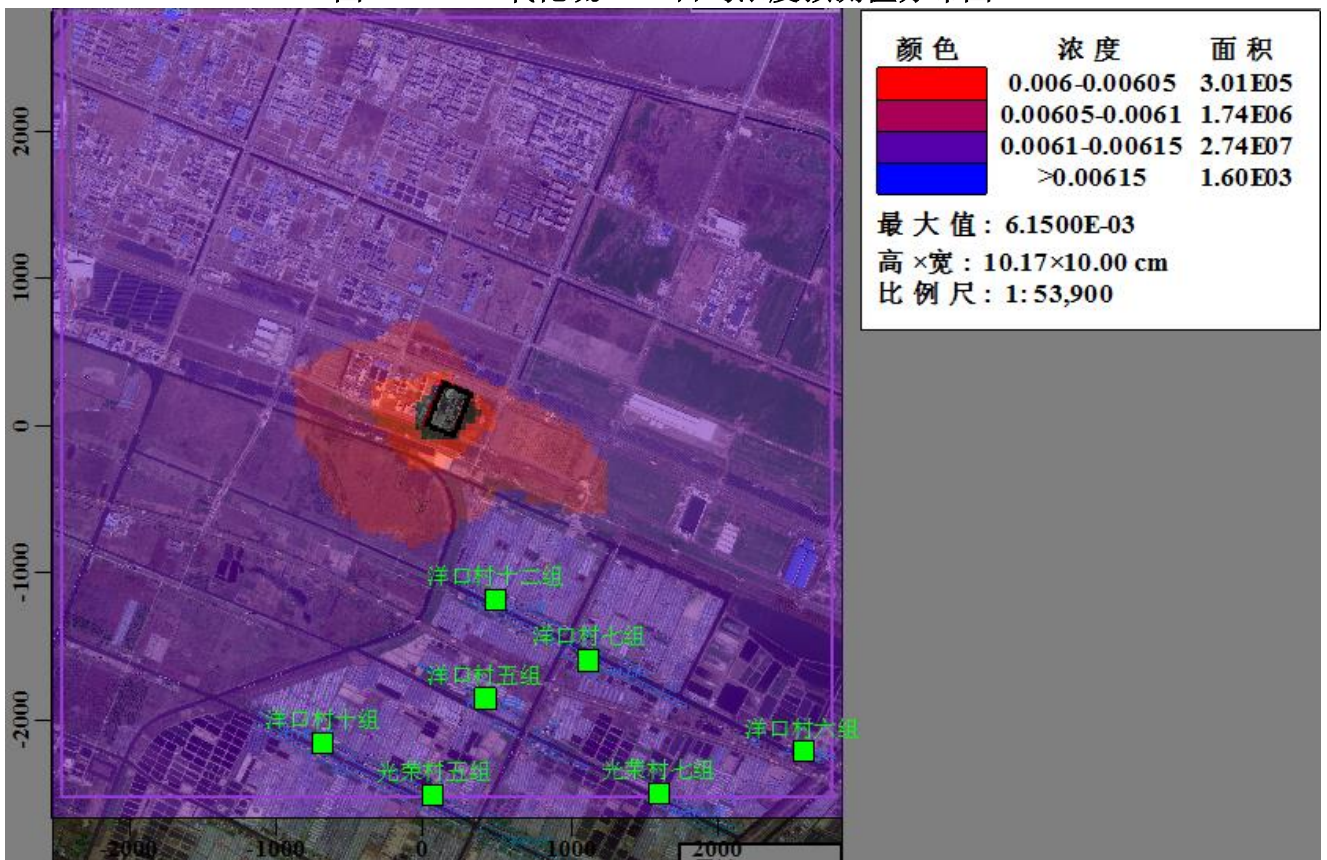 颜色 浓度 面积
0.006-0.00605 3.01E05
0.00605-0.0061 1.74E06
0.0061-0.00615 2.74E07
>0.00615 1.60E03
最大值: 6.1500E-03
高×宽: 10.17×10.00 cm
比例尺: 1: 53,900
2000
1000
0
-1000
-2000
洋口村十二组
洋口村七组
洋口村五组
洋口村十组
洋口村六组
光荣村五组
光荣村七组
-2000 -1000 0 1000 2000